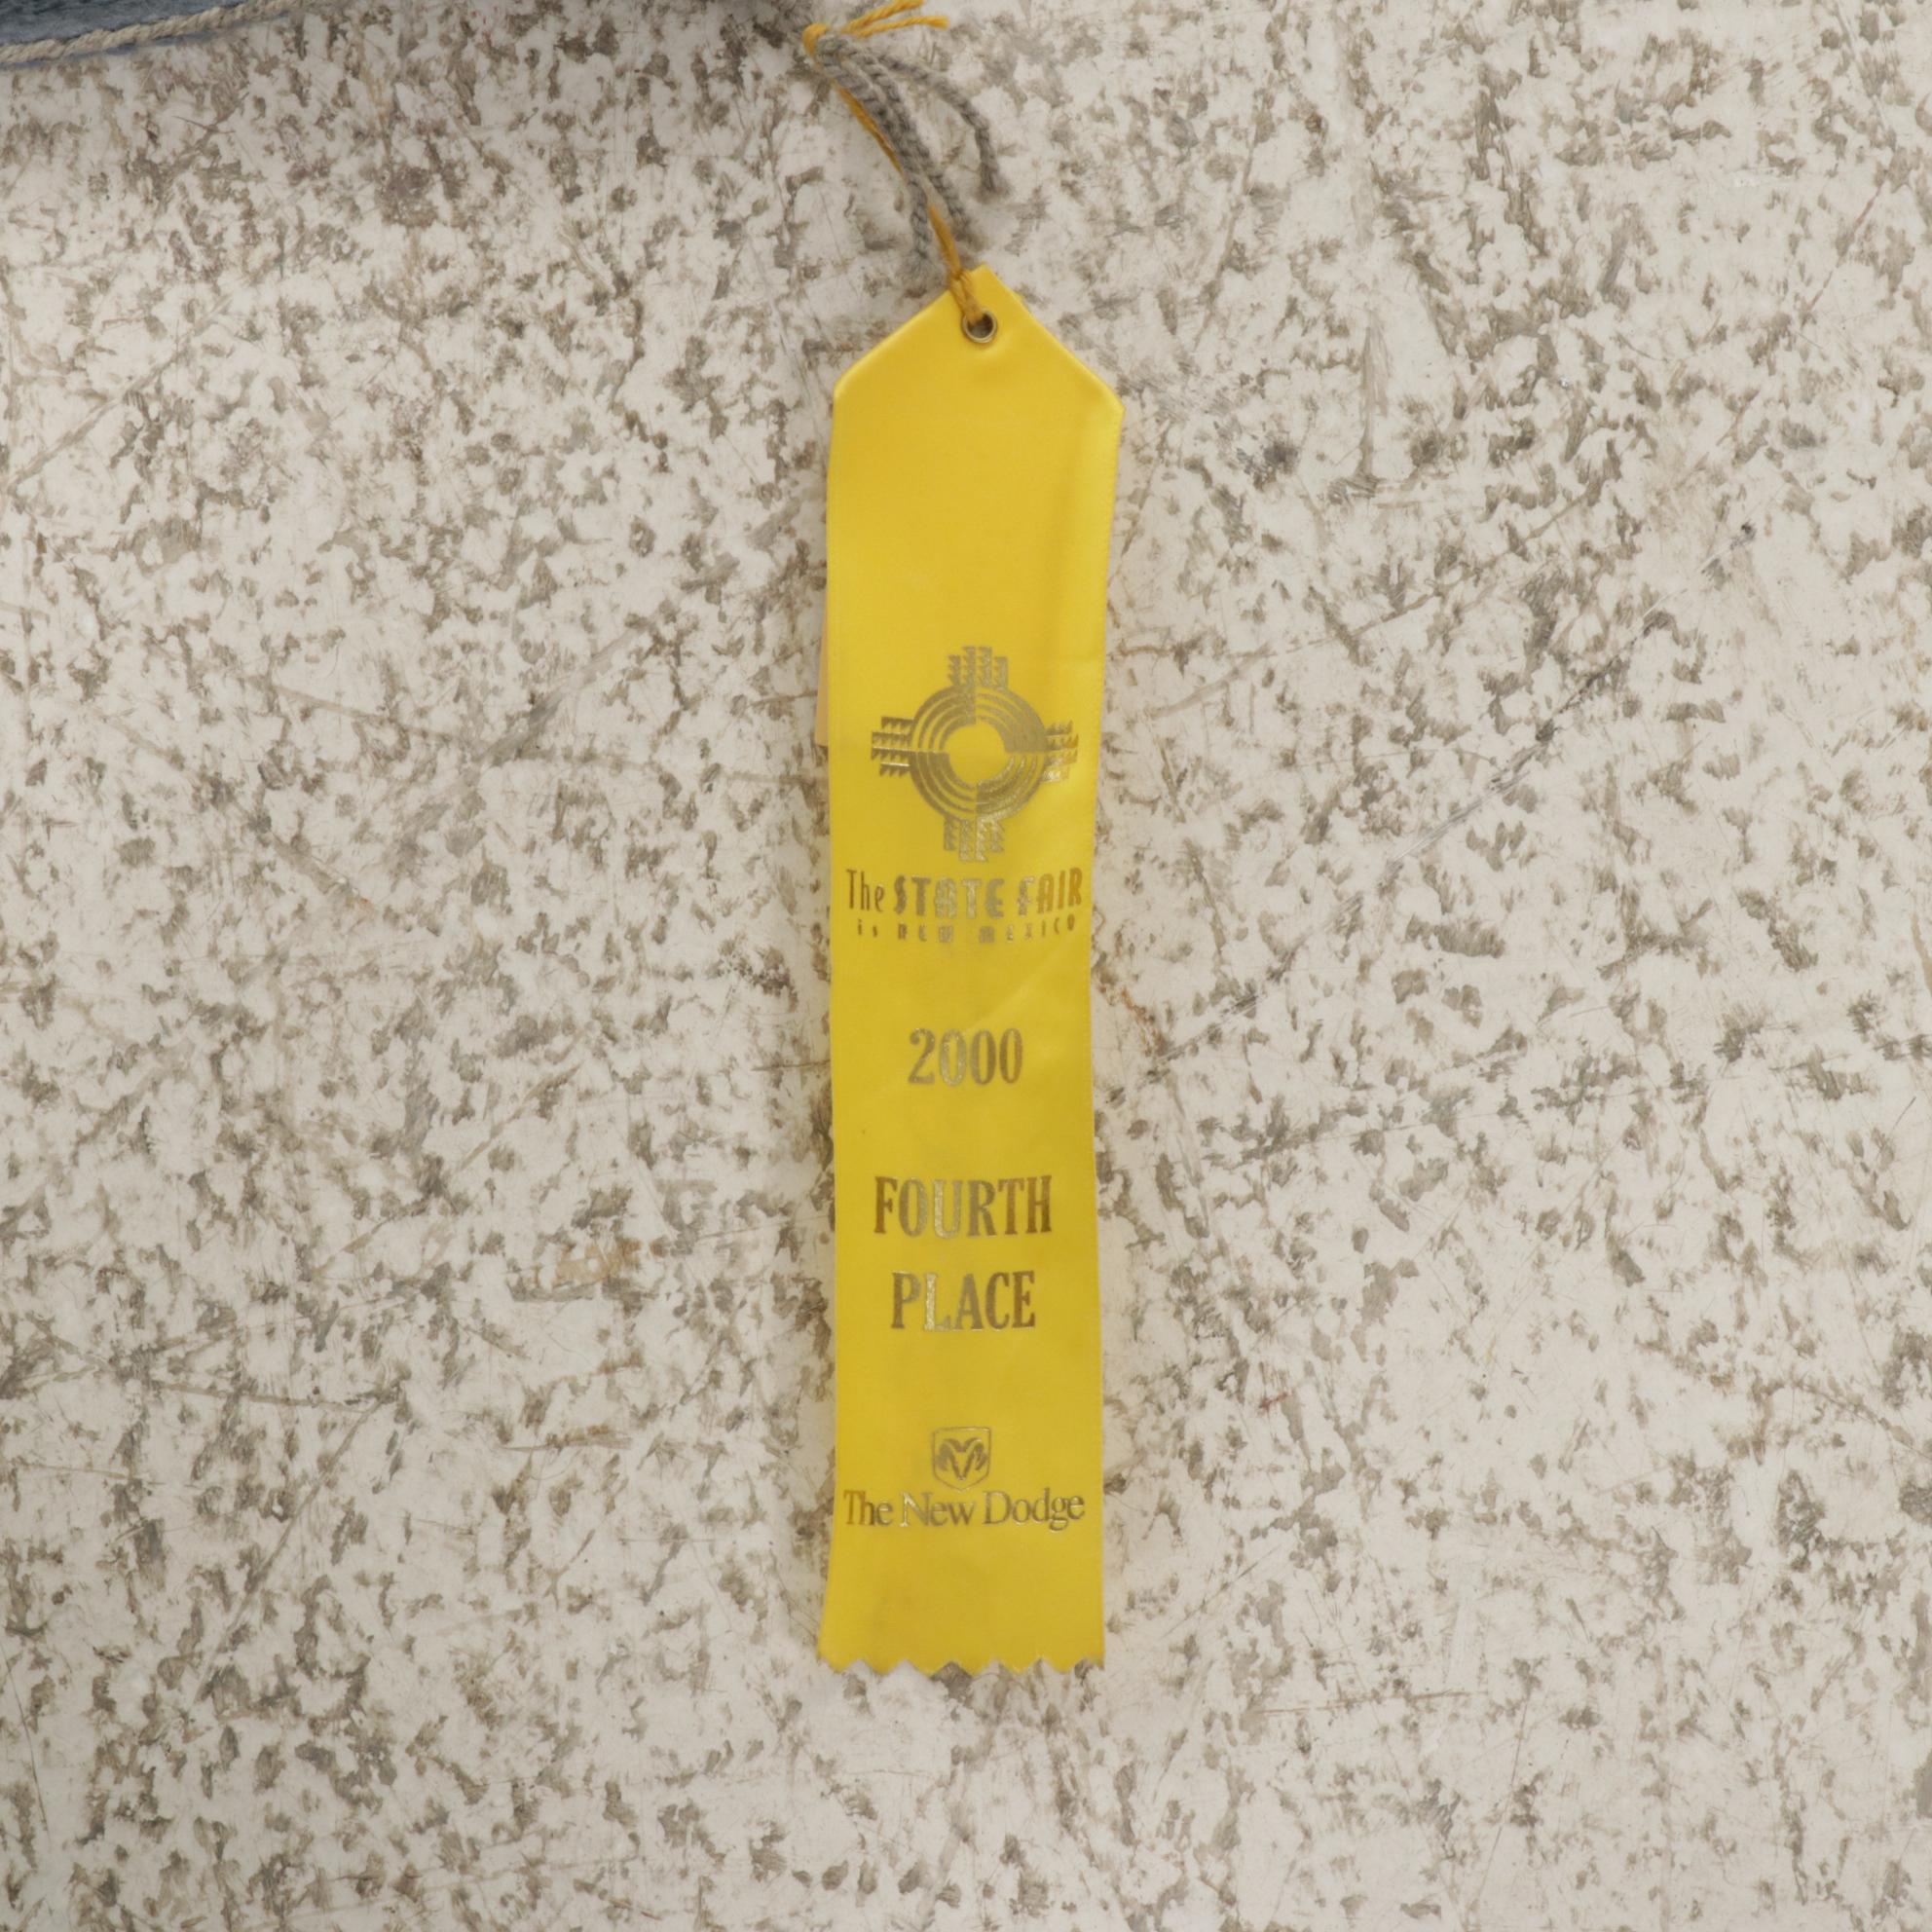 The STATE FAIR
is NEW MEXICO
2000
FOURTH
PLACE
The New Dodge